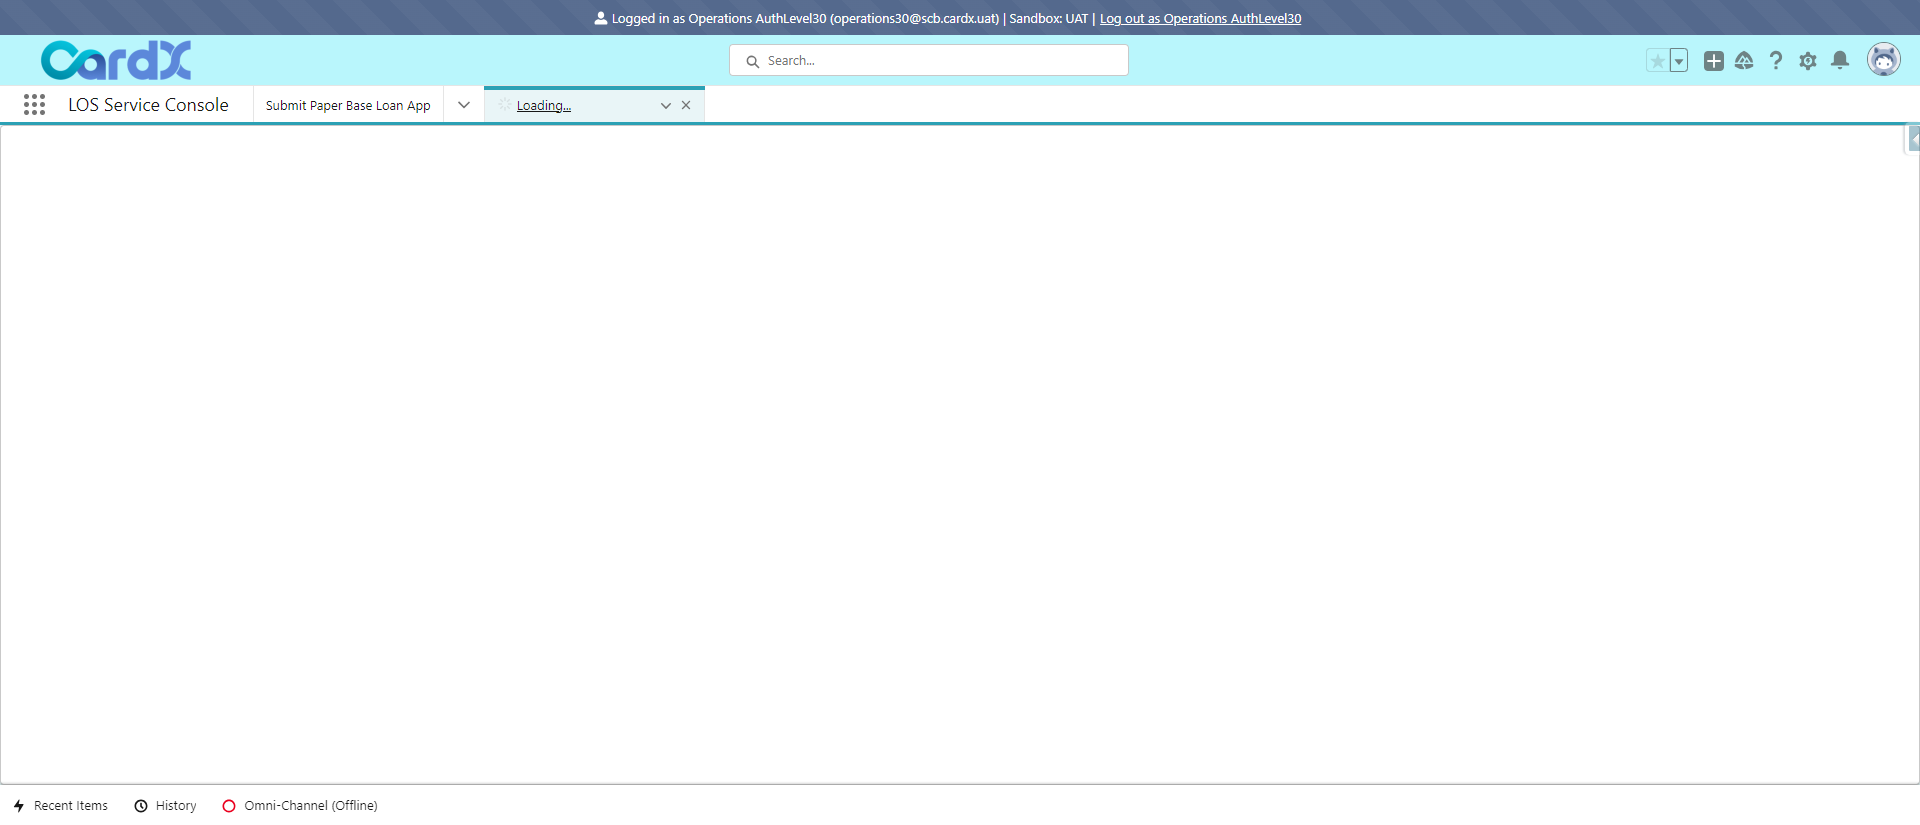 Logged in as Operations AuthLevel30 (operations30@scb.cardx.uat) | Sandbox: UAT | Log out as Operations AuthLevel30
CardX
Search...
LOS Service Console
Submit Paper Base Loan App
Loading...
Recent Items
History
Omni-Channel (Offline)